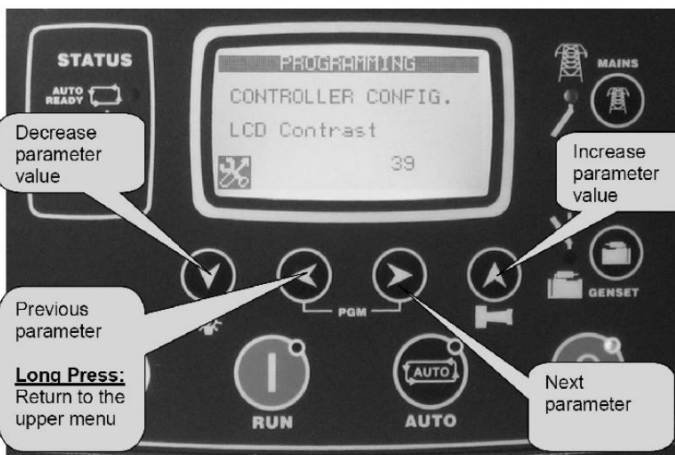 STATUS
AUTO
READY
PROGRAMMING
CONTROLLER CONFIG.
LCD Contrast
39
MAINS
Decrease
parameter
value
Increase
parameter
value
GENSET
PGM
Previous
parameter
Long Press:
Return to the
upper menu
RUN
AUTO
AUTO
Next
parameter